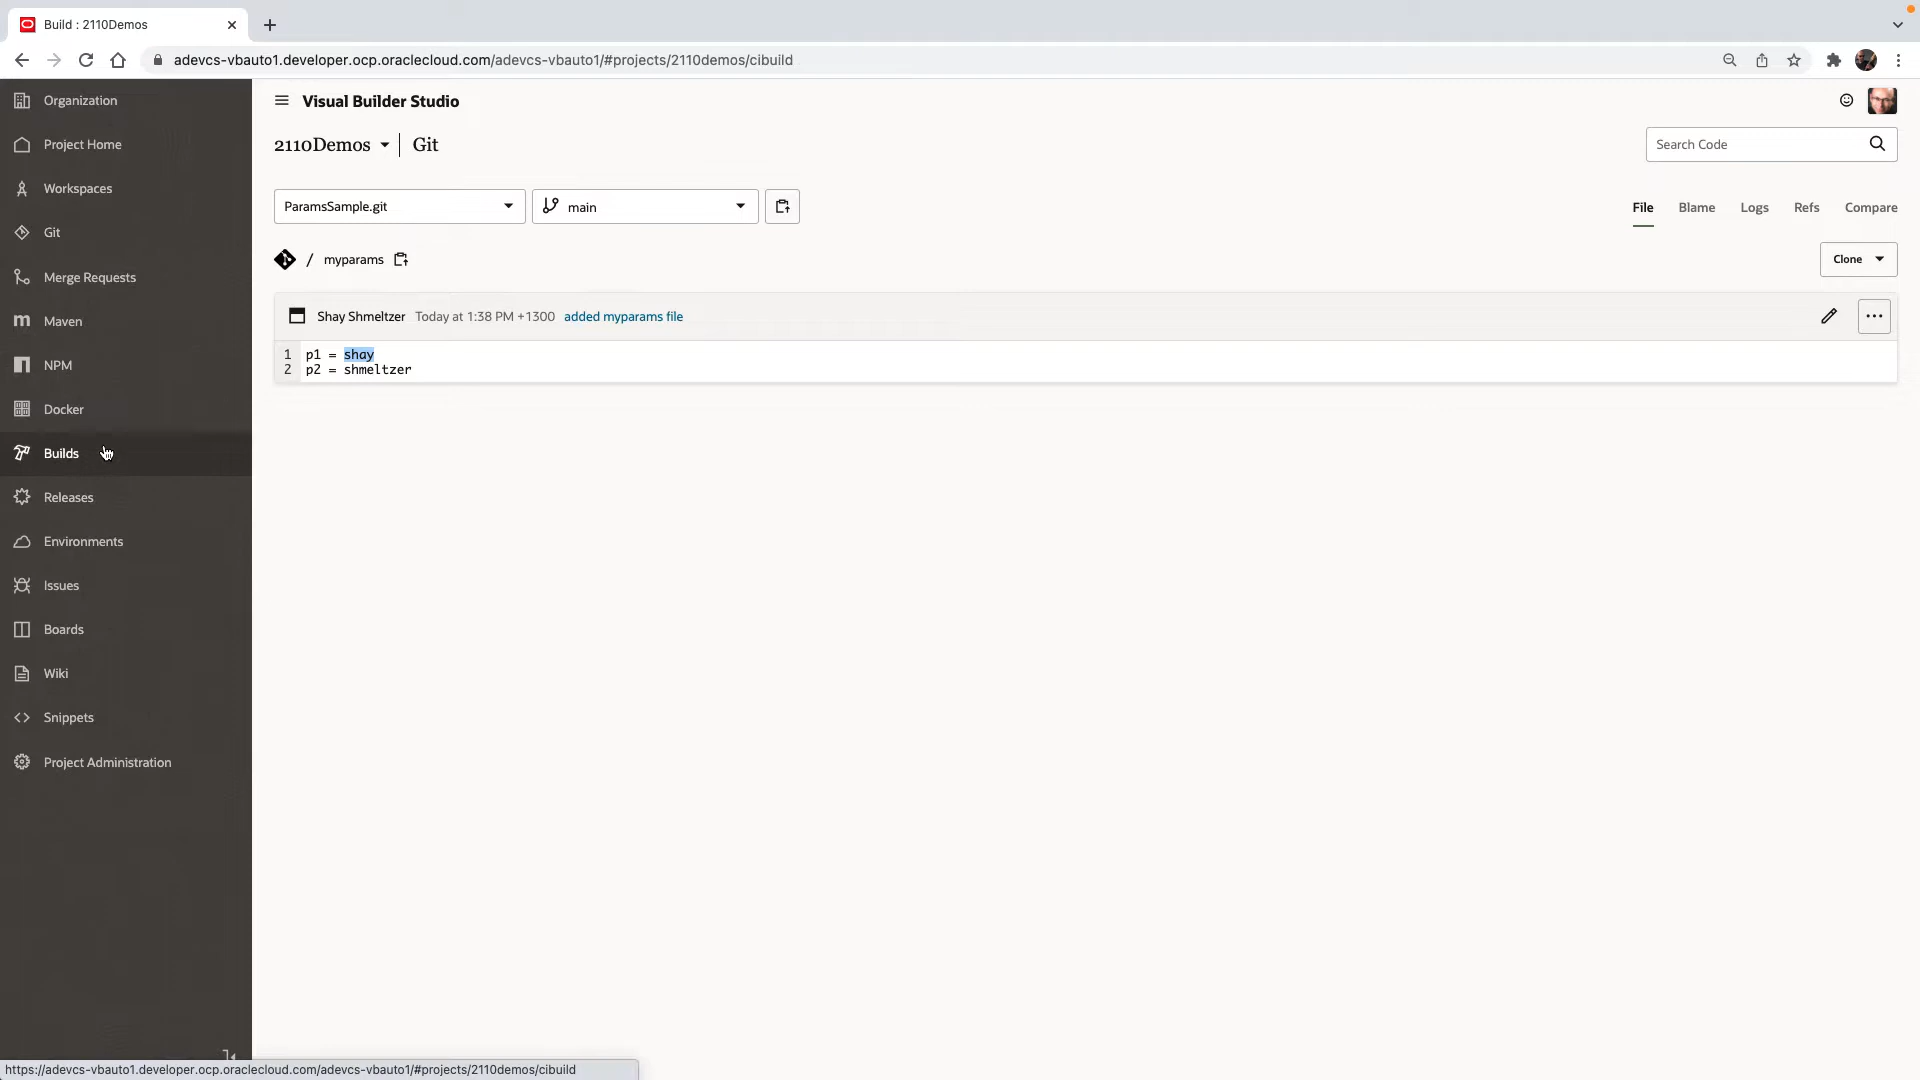 Build : 2110Demos
adevcs-vbauto1.developer.ocp.oraclecloud.com/adevcs-vbauto1/#projects/2110demos/cibuild
Organization
Project Home
Workspaces
Git
Merge Requests
Maven
NPM
Docker
Builds
Releases
Environments
Issues
Boards
Wiki
Snippets
Project Administration
Visual Builder Studio
2110Demos Git
Search Code
ParamsSample.git main
File Blame Logs Refs Compare
/ myparams
Clone
Shay Shmeltzer Today at 1:38 PM +1300 added myparams file
1 p1 = shay
2 p2 = shmeltzer
https://adevcs-vbauto1.developer.ocp.oraclecloud.com/adevcs-vbauto1/#projects/2110demos/cibuild